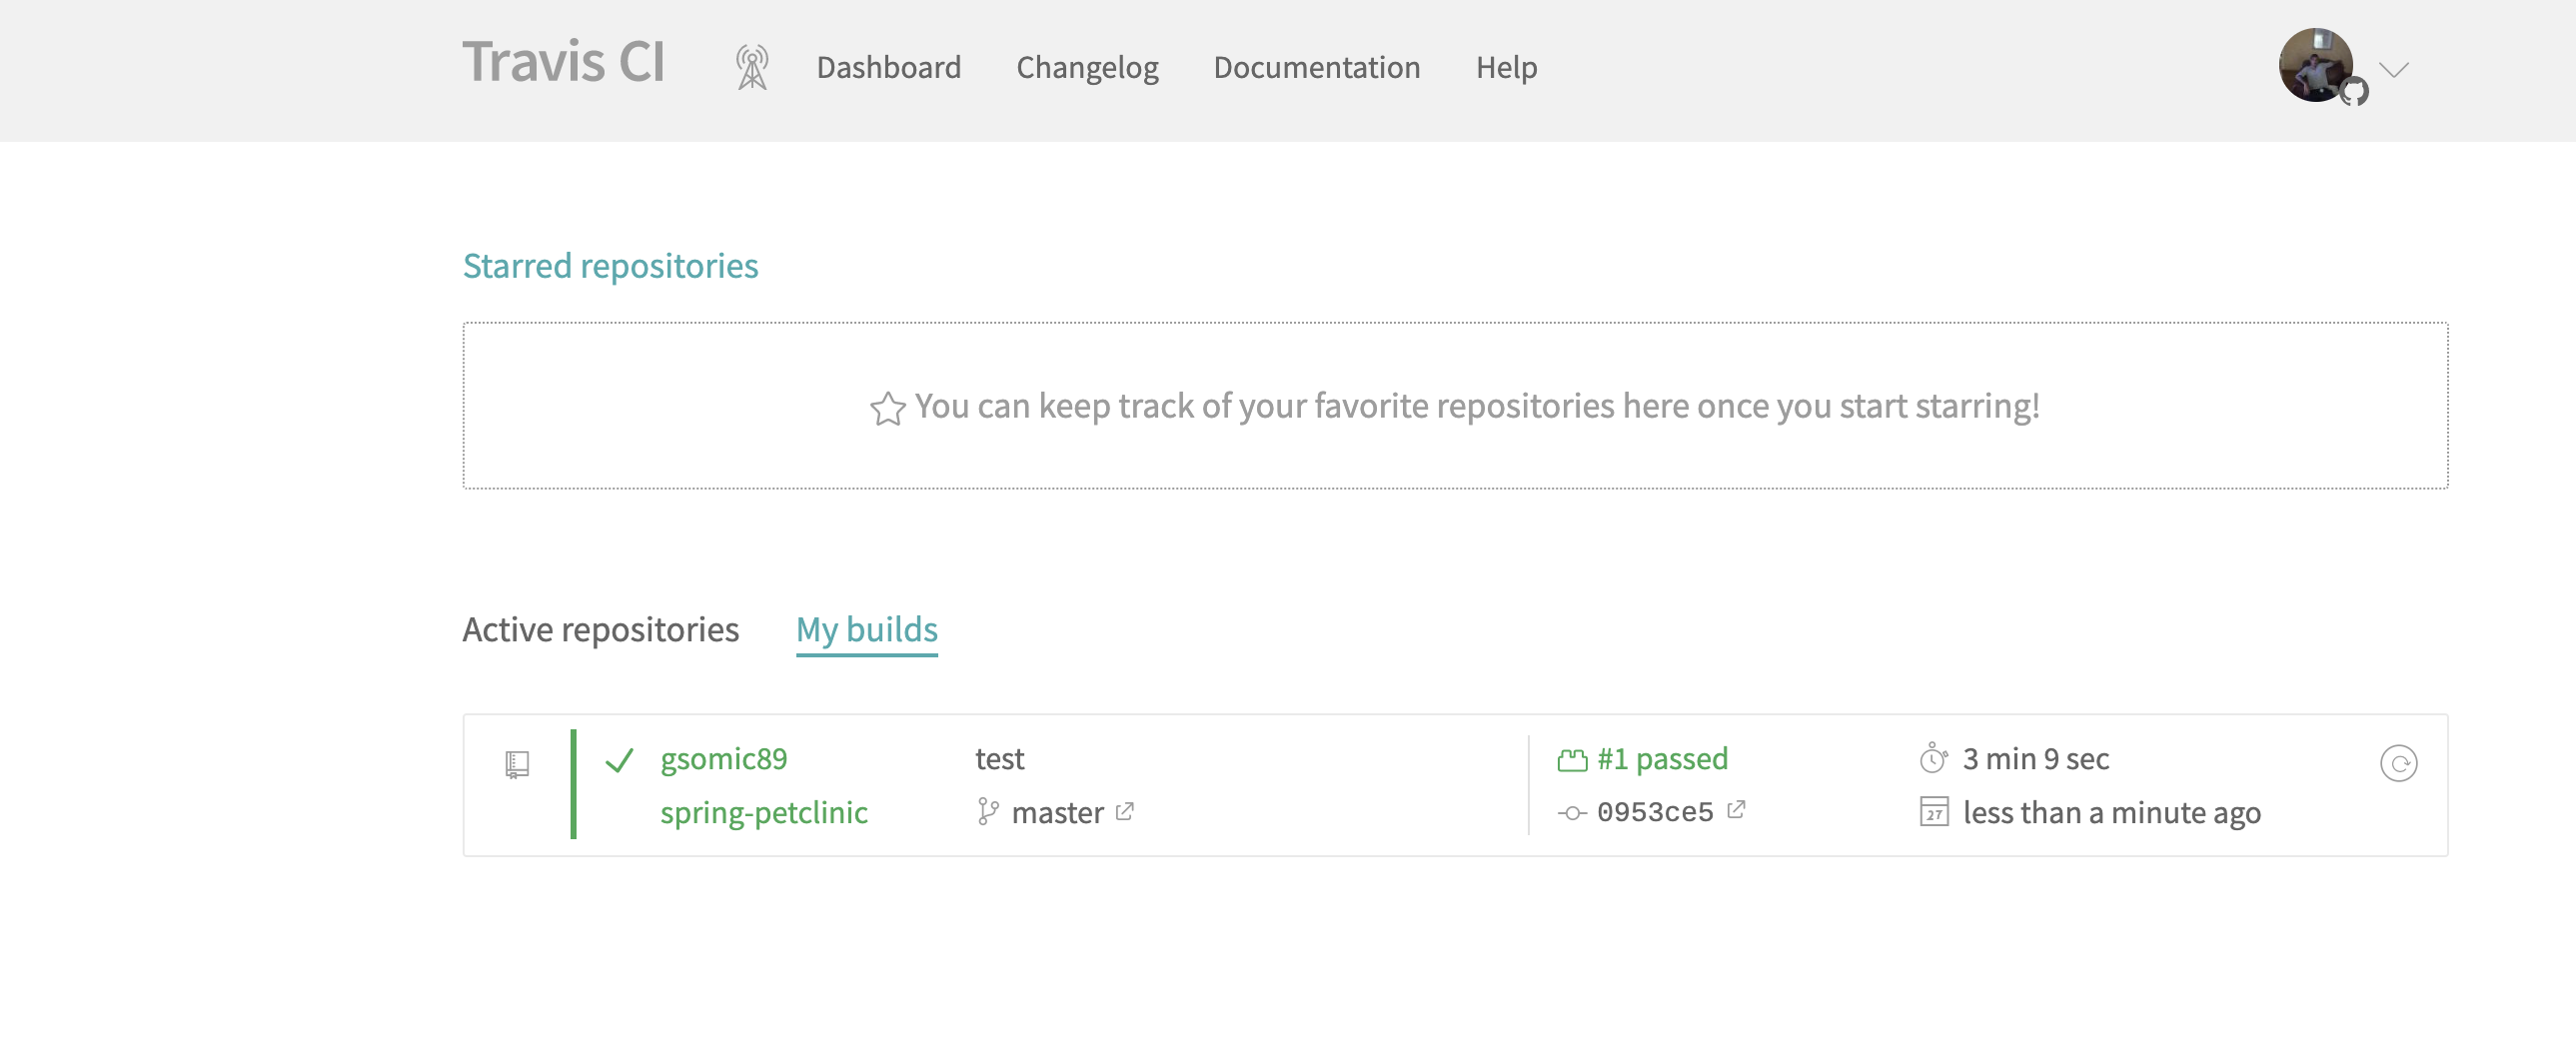 Travis CI Dashboard Changelog Documentation Help
Starred repositories
You can keep track of your favorite repositories here once you start starring!
Active repositories My builds
gsomic89 test #1 passed 3 min 9 sec
spring-petclinic master 0953ce5 27 less than a minute ago